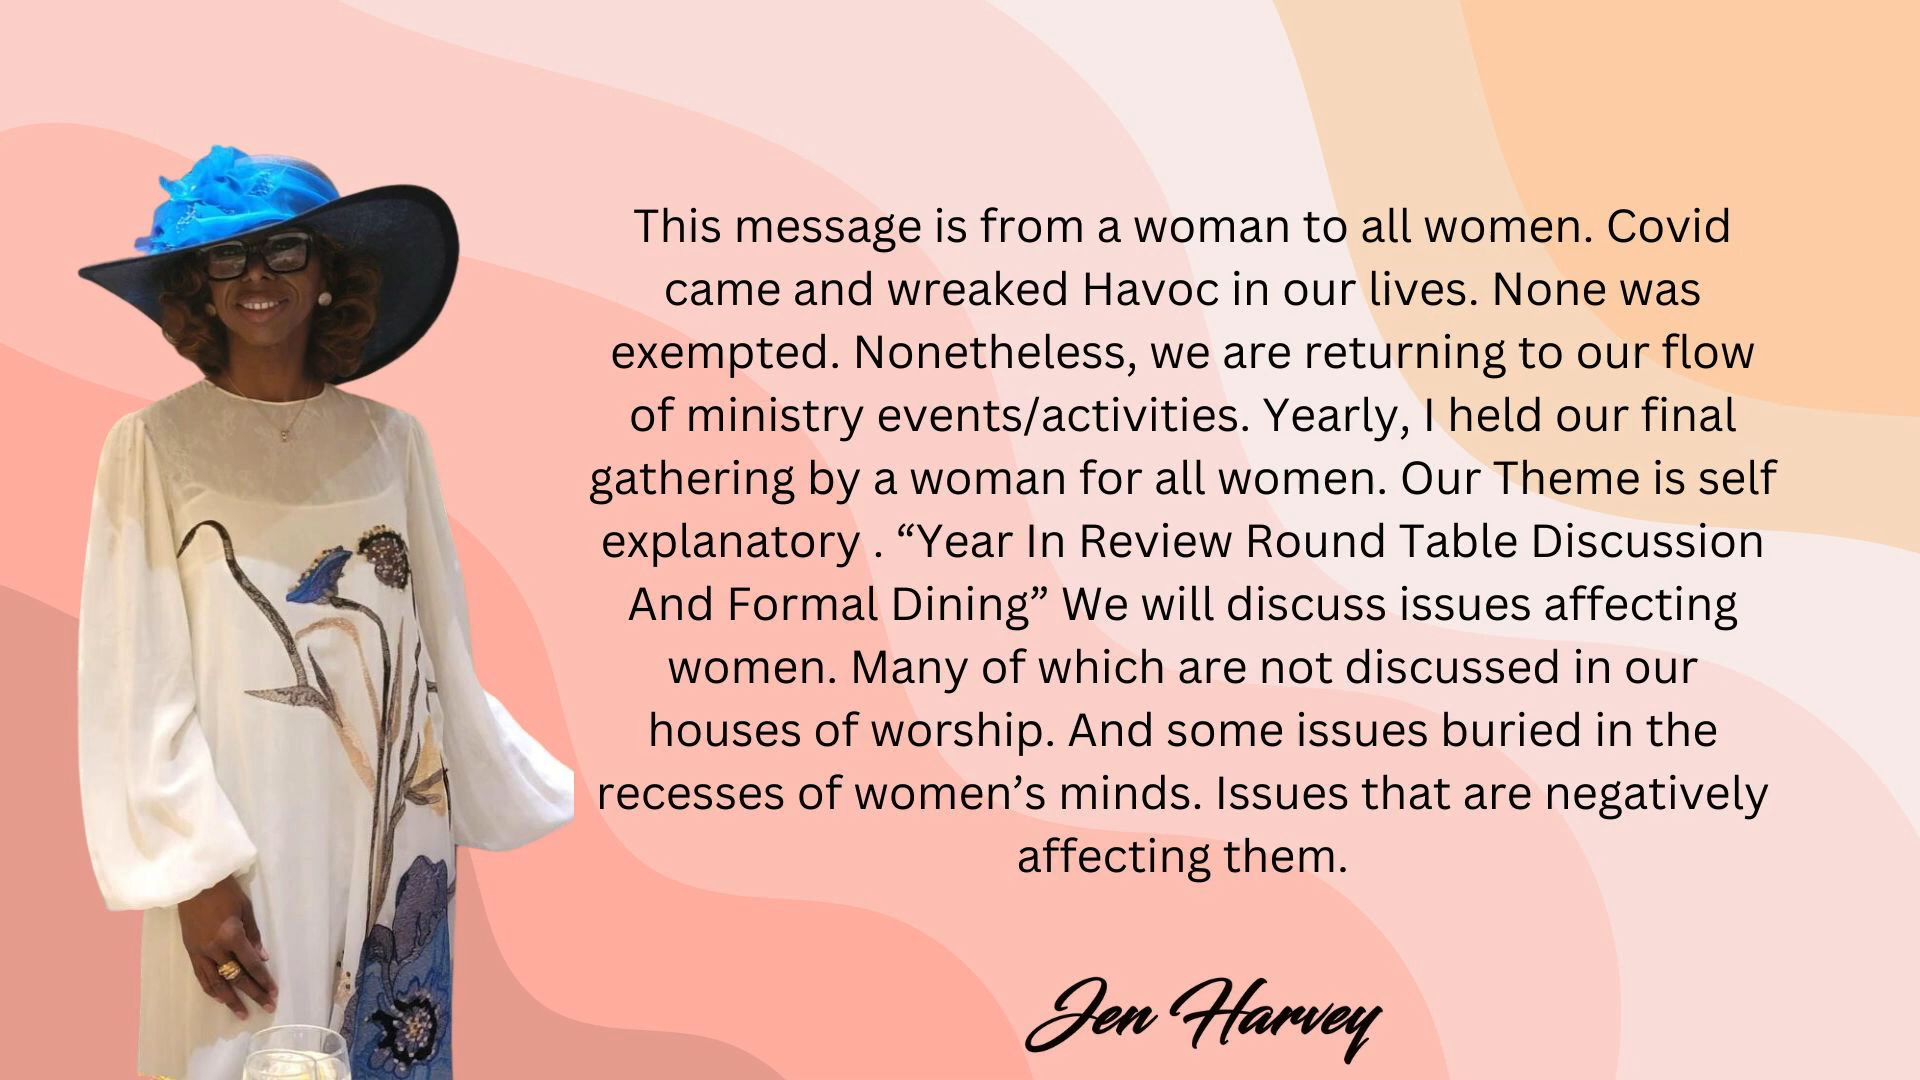 This message is from a woman to all women. Covid
came and wreaked Havoc in our lives. None was
exempted. Nonetheless, we are returning to our flow
of ministry events/activities. Yearly, I held our final
gathering by a woman for all women. Our Theme is self
explanatory . “Year In Review Round Table Discussion
And Formal Dining” We will discuss issues affecting
women. Many of which are not discussed in our
houses of worship. And some issues buried in the
recesses of women’s minds. Issues that are negatively
affecting them.
Jen Harvey